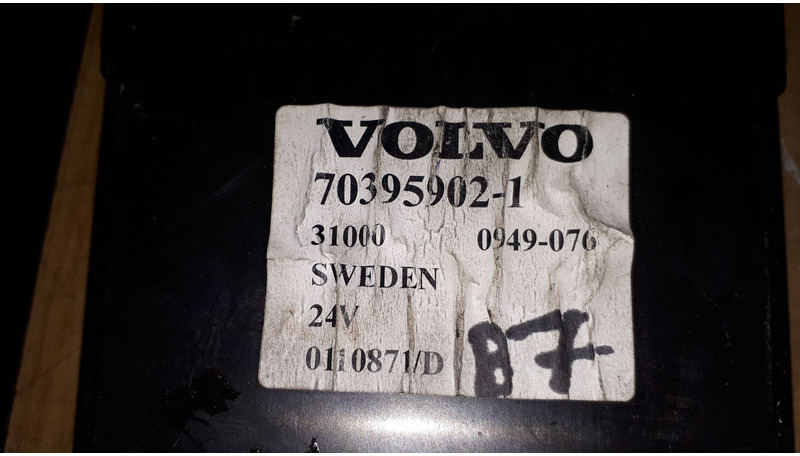 VOLVO
70395902-1
31000 0949-076
SWEDEN
24V
0110871/D
B7